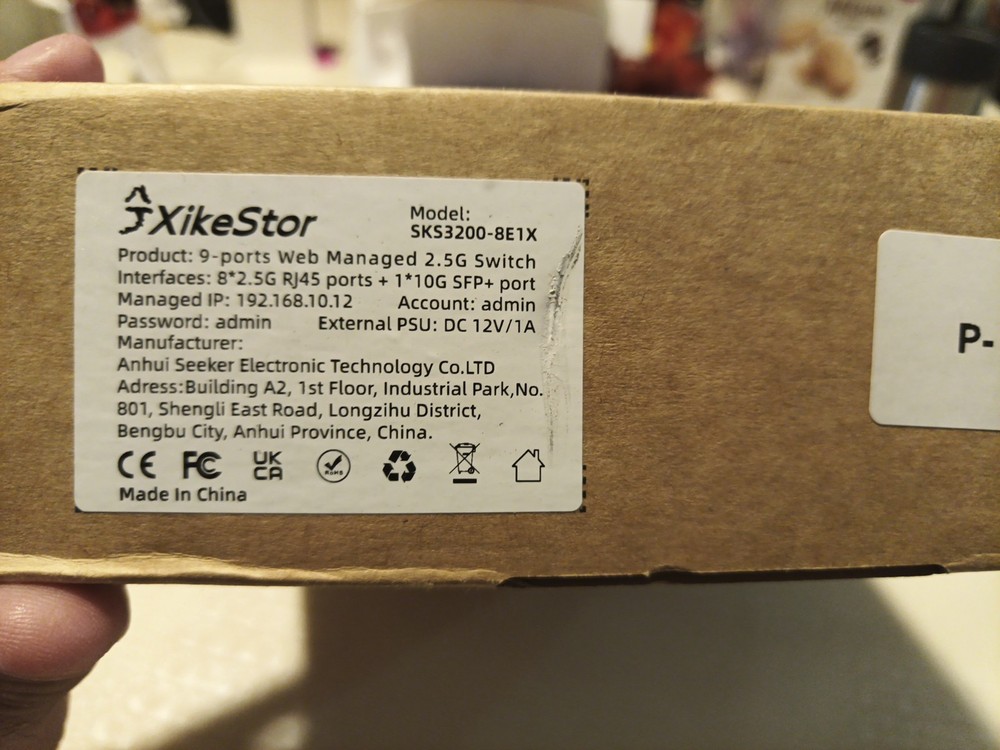 XikeStor
Model:
SKS3200-8E1X
Product: 9-ports Web Managed 2.5G Switch
Interfaces: 8*2.5G RJ45 ports + 1*10G SFP+ port
Managed IP: 192.168.10.12 Account: admin
Password: admin External PSU: DC 12V/1A
Manufacturer:
Anhui Seeker Electronic Technology Co.LTD
Adress:Building A2, 1st Floor, Industrial Park,No.
801, Shengli East Road, Longzihu District,
Bengbu City, Anhui Province, China.
CE FC UK CA RoHS
Made In China
P-